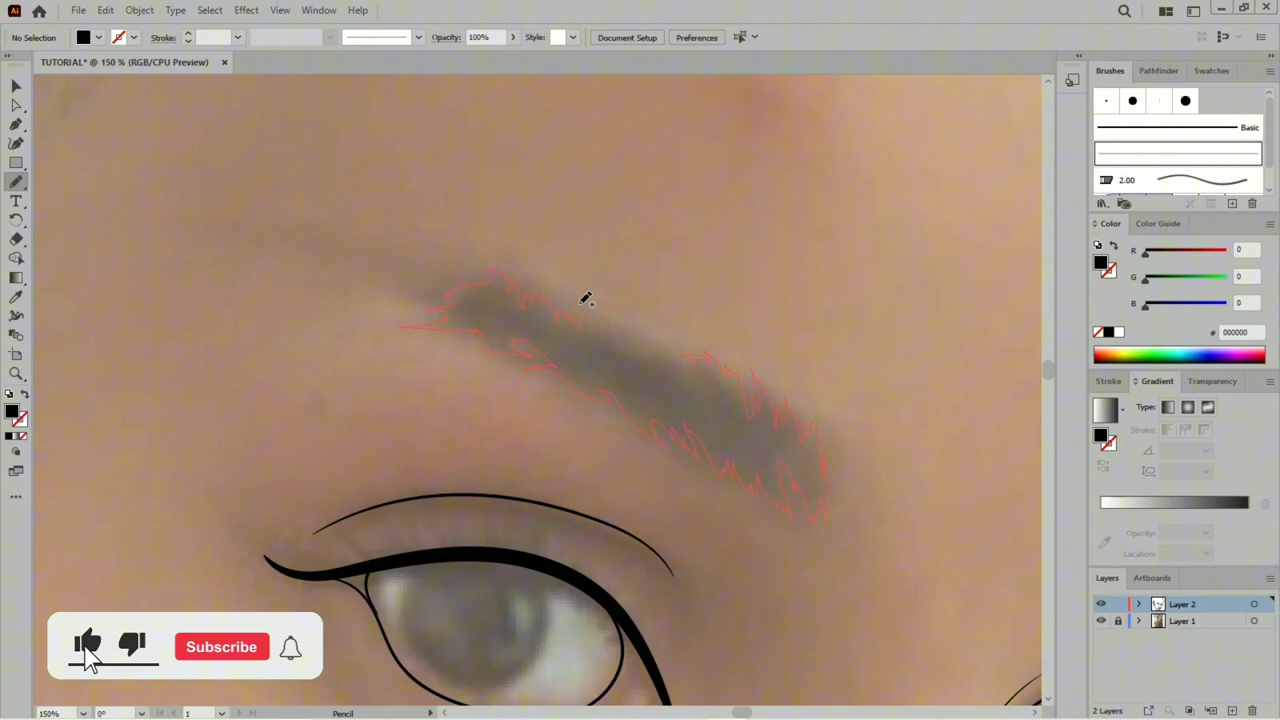 Ai File Edit Object Type Select Effect View Window Help
No Selection Stroke: Opacity: 100% Style: Document Setup Preferences
TUTORIAL* @ 150 % (RGB/CPU Preview)
Brushes Pathfinder Swatches
Basic
2.00
Color Color Guide
R 0
G 0
B 0
# 000000
Stroke Gradient Transparency
Type:
Stroke:
Opacity:
Location:
Layers Artboards
Layer 2
Layer 1
Subscribe
150% 0° 1 Pencil 2 Layers